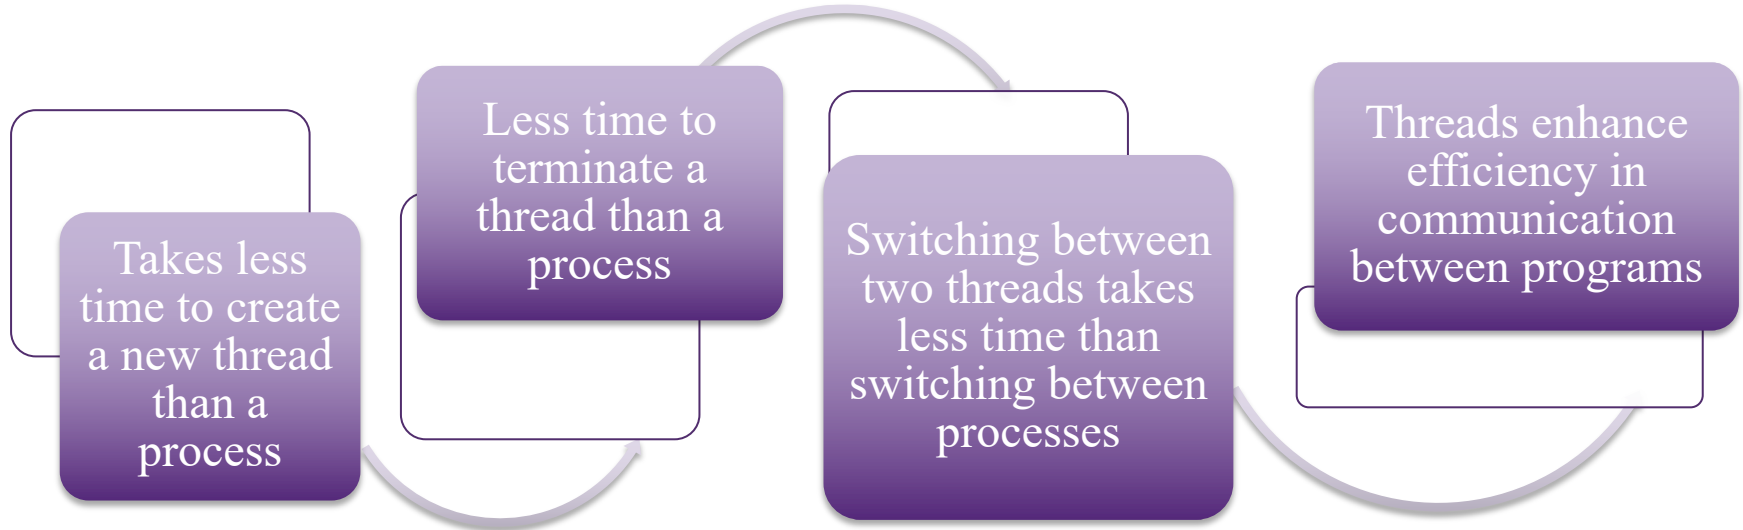 Takes less
time to create
a new thread
than a
process
Less time to
terminate a
thread than a
process
Switching between
two threads takes
less time than
switching between
processes
Threads enhance
efficiency in
communication
between programs